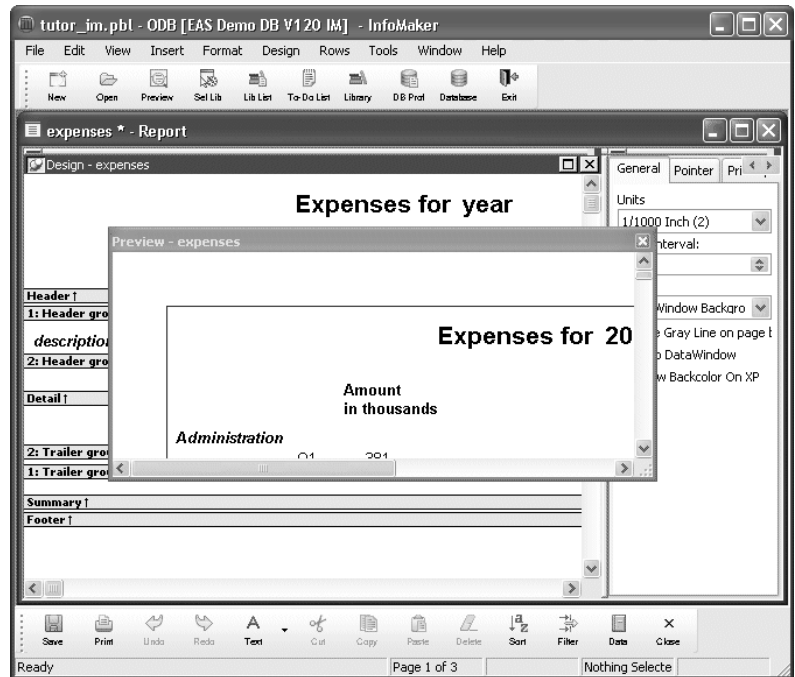 tutor_im.pbl - ODB [EAS Demo DB V120 IM] - InfoMaker
File Edit View Insert Format Design Rows Tools Window Help
New Open Preview Sel Lib Lib List To-Do List Library DB Prof Database Exit
expenses * - Report
Design - expenses
General Pointer Pri
Expenses for year
Units
1/1000 Inch (2)
Preview - expenses
nterval:
Header ↑
1: Header gro
Window Backgro
Expenses for 20
Gray Line on page b
description
DataWindow
2: Header gro
w Backcolor On XP
Amount
in thousands
Detail ↑
Administration
Q1 381
2: Trailer grou
1: Trailer grou
Summary ↑
Footer ↑
Save Print Undo Redo Text Cut Copy Paste Delete Sort Filter Data Close
Ready Page 1 of 3 Nothing Selecte